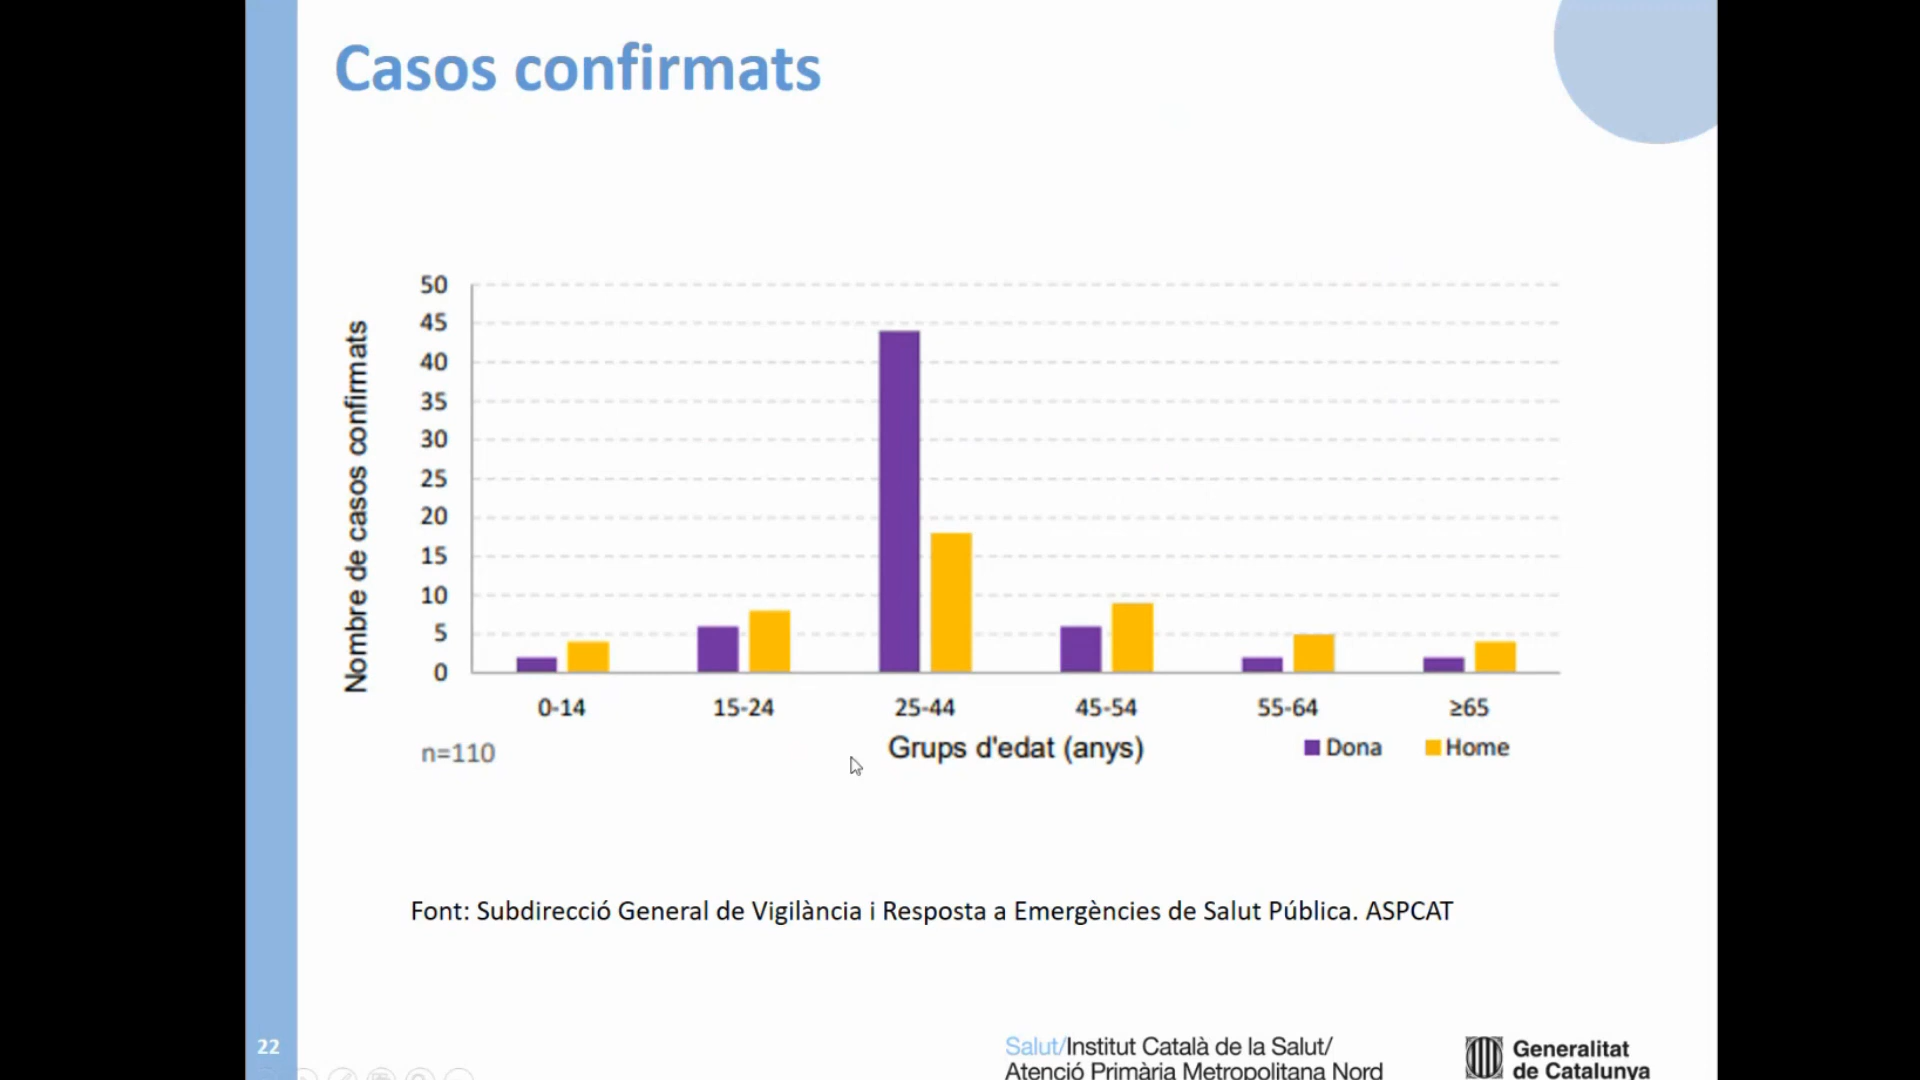 Casos confirmats
Nombre de casos confirmats
50
45
40
35
30
25
20
15
10
5
0
0-14 15-24 25-44 45-54 55-64 ≥65
n=110
Grups d'edat (anys)
Dona Home
Font: Subdirecció General de Vigilància i Resposta a Emergències de Salut Pública. ASPCAT
22
Salut/Institut Català de la Salut/
Atenció Primària Metropolitana Nord
Generalitat
de Catalunya